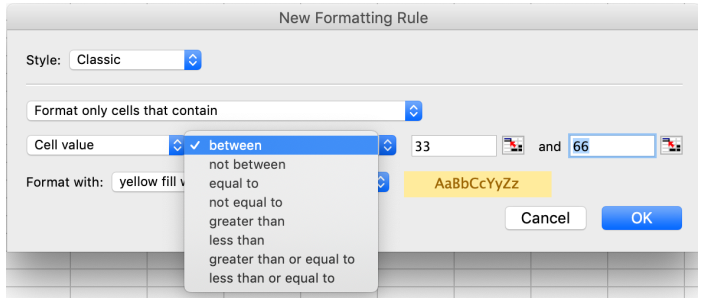 New Formatting Rule
Style: Classic
Format only cells that contain
Cell value ✓ between 33 and 66
not between
Format with: yellow fill equal to AaBbCcYyZz
not equal to
greater than
Cancel OK
less than
greater than or equal to
less than or equal to